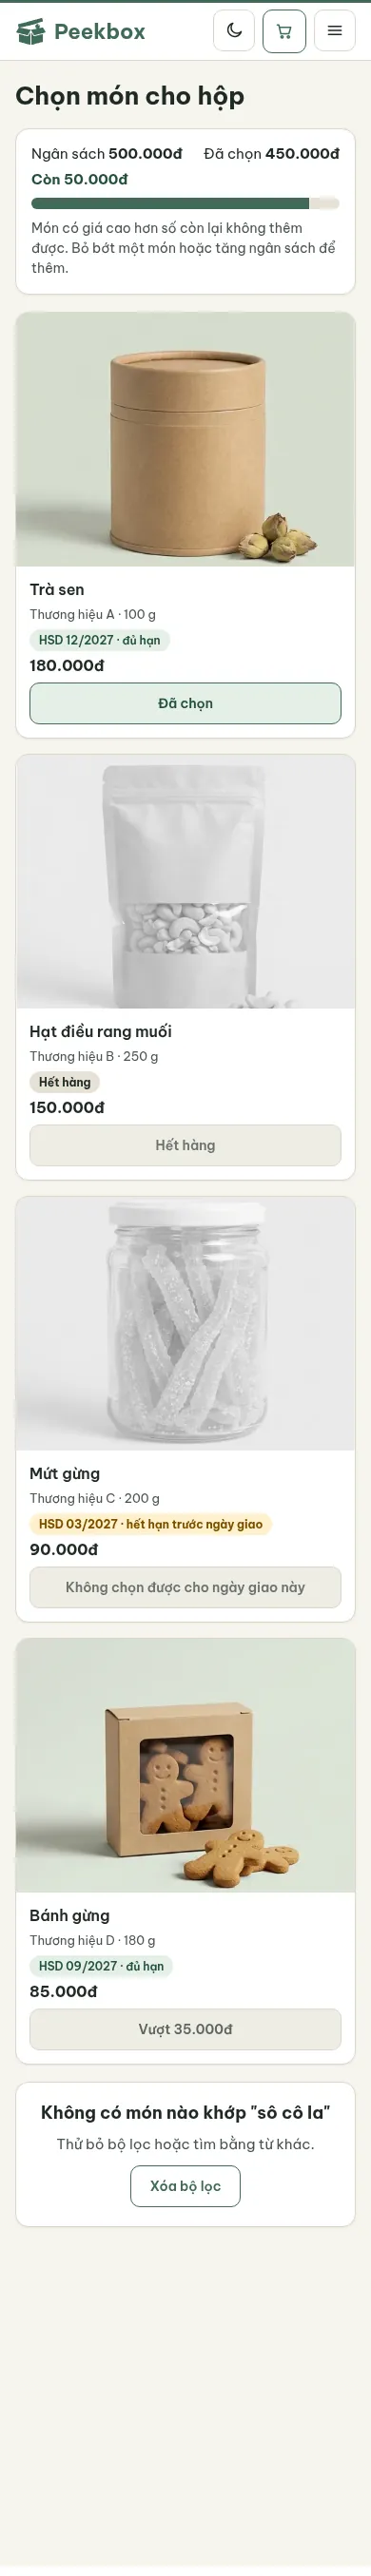 Peekbox
Chọn món cho hộp
Ngân sách 500.000đ Đã chọn 450.000đ
Còn 50.000đ
Món có giá cao hơn số còn lại không thêm
được. Bỏ bớt một món hoặc tăng ngân sách để
thêm.
Trà sen
Thương hiệu A · 100 g
HSD 12/2027 · đủ hạn
180.000đ
Đã chọn
Hạt điều rang muối
Thương hiệu B · 250 g
Hết hàng
150.000đ
Hết hàng
Mứt gừng
Thương hiệu C · 200 g
HSD 03/2027 · hết hạn trước ngày giao
90.000đ
Không chọn được cho ngày giao này
Bánh gừng
Thương hiệu D · 180 g
HSD 09/2027 · đủ hạn
85.000đ
Vượt 35.000đ
Không có món nào khớp "sô cô la"
Thử bỏ bộ lọc hoặc tìm bằng từ khác.
Xóa bộ lọc